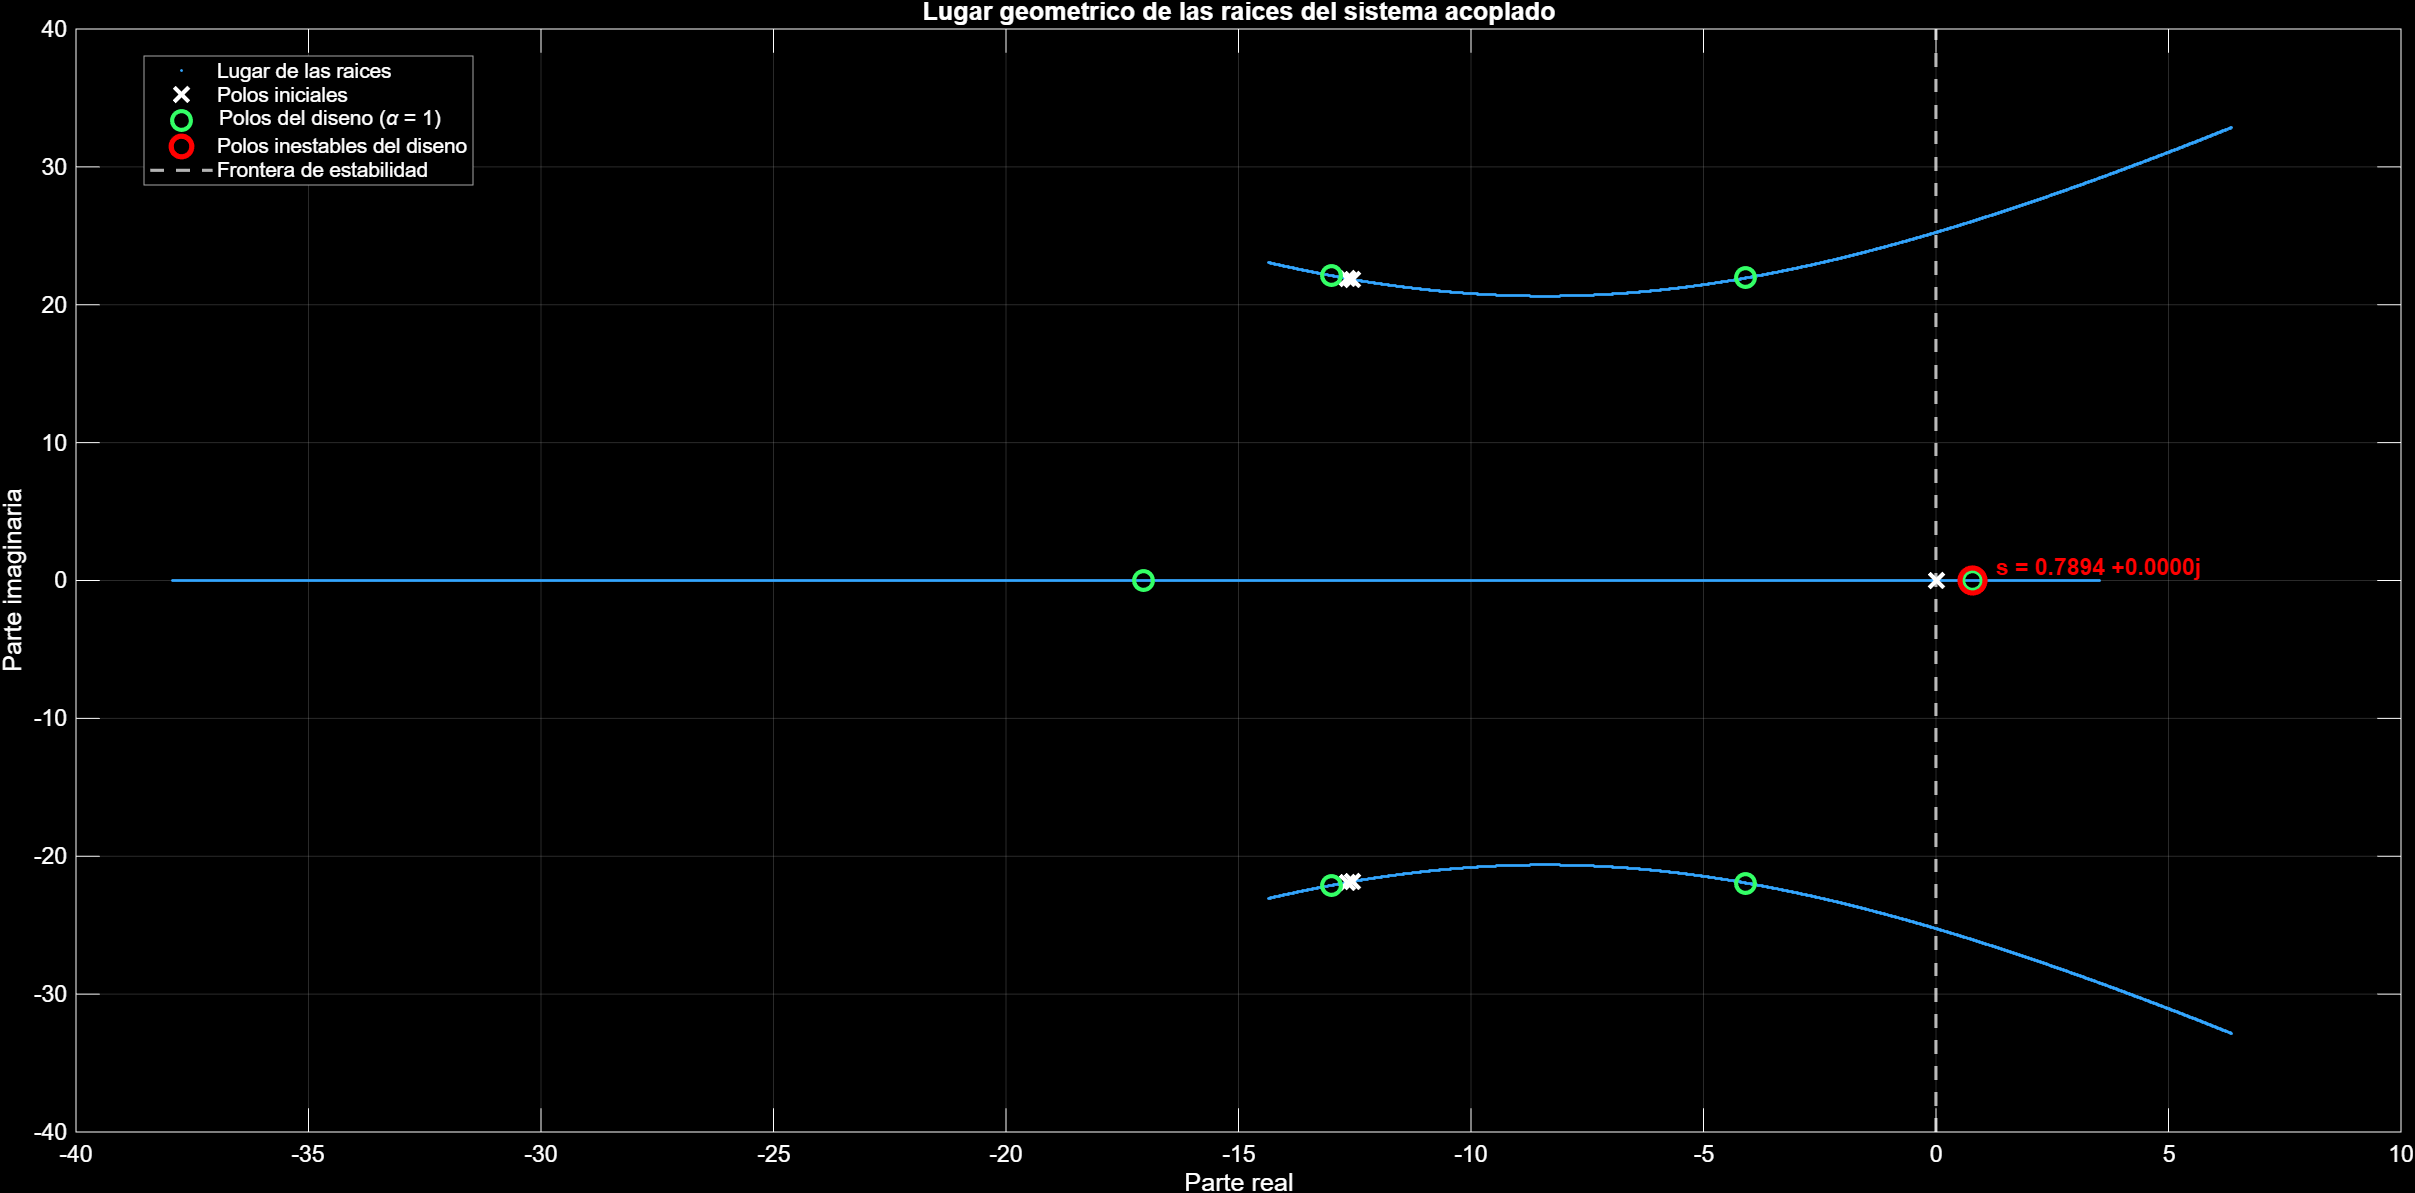 Lugar geometrico de las raices del sistema acoplado
Lugar de las raices
Polos iniciales
Polos del diseno (α = 1)
Polos inestables del diseno
Frontera de estabilidad
40
30
20
10
0
-10
-20
-30
-40
Parte imaginaria
s = 0.7894 +0.0000j
-40
-35
-30
-25
-20
-15
-10
-5
0
5
10
Parte real